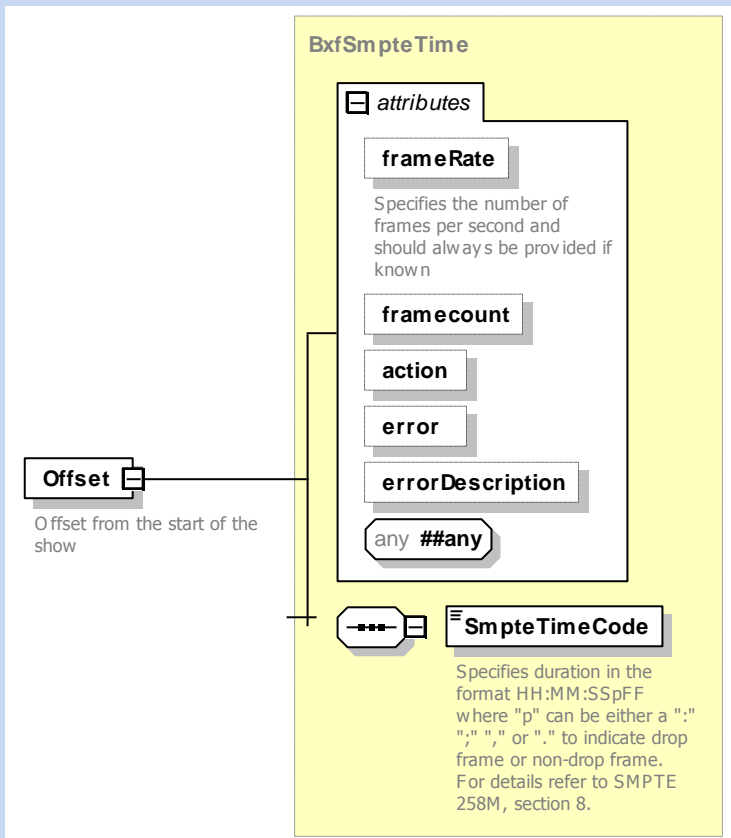 BxfSmpteTime
attributes
frameRate
Specifies the number of
frames per second and
should always be provided if
known
framecount
action
error
errorDescription
any ##any
Offset
Offset from the start of the
show
SmpteTimeCode
Specifies duration in the
format HH:MM:SSpFF
where "p" can be either a ":"
";" "," or "." to indicate drop
frame or non-drop frame.
For details refer to SMPTE
258M, section 8.